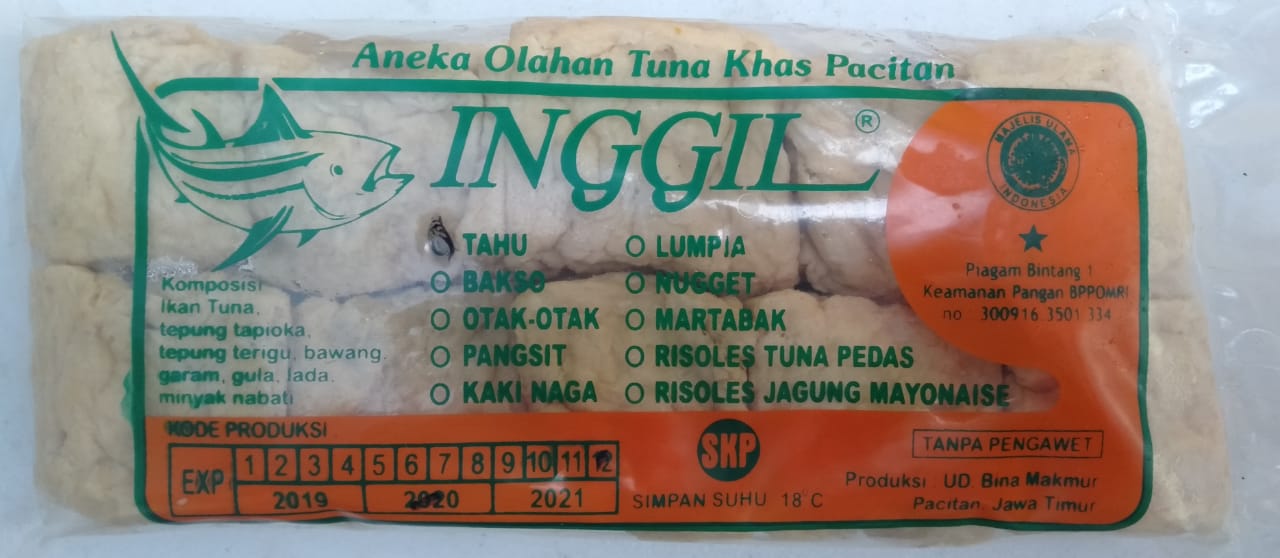 Aneka Olahan Tuna Khas Pacitan
INGGIL ®
MAJELIS ULAMA
INDONESIA
Piagam Bintang 1
Keamanan Pangan BPPOMRI
no 300916 3501 334
TAHU
BAKSO
OTAK-OTAK
PANGSIT
KAKI NAGA
LUMPIA
NUGGET
MARTABAK
RISOLES TUNA PEDAS
RISOLES JAGUNG MAYONAISE
Komposisi
Ikan Tuna,
tepung tapioka,
tepung terigu, bawang,
garam, gula, lada,
minyak nabati
KODE PRODUKSI
EXP 1 2 3 4 5 6 7 8 9 10 11 12
2019 2020 2021
SKP
SIMPAN SUHU 18°C
TANPA PENGAWET
Produksi UD. Bina Makmur
Pacitan, Jawa Timur